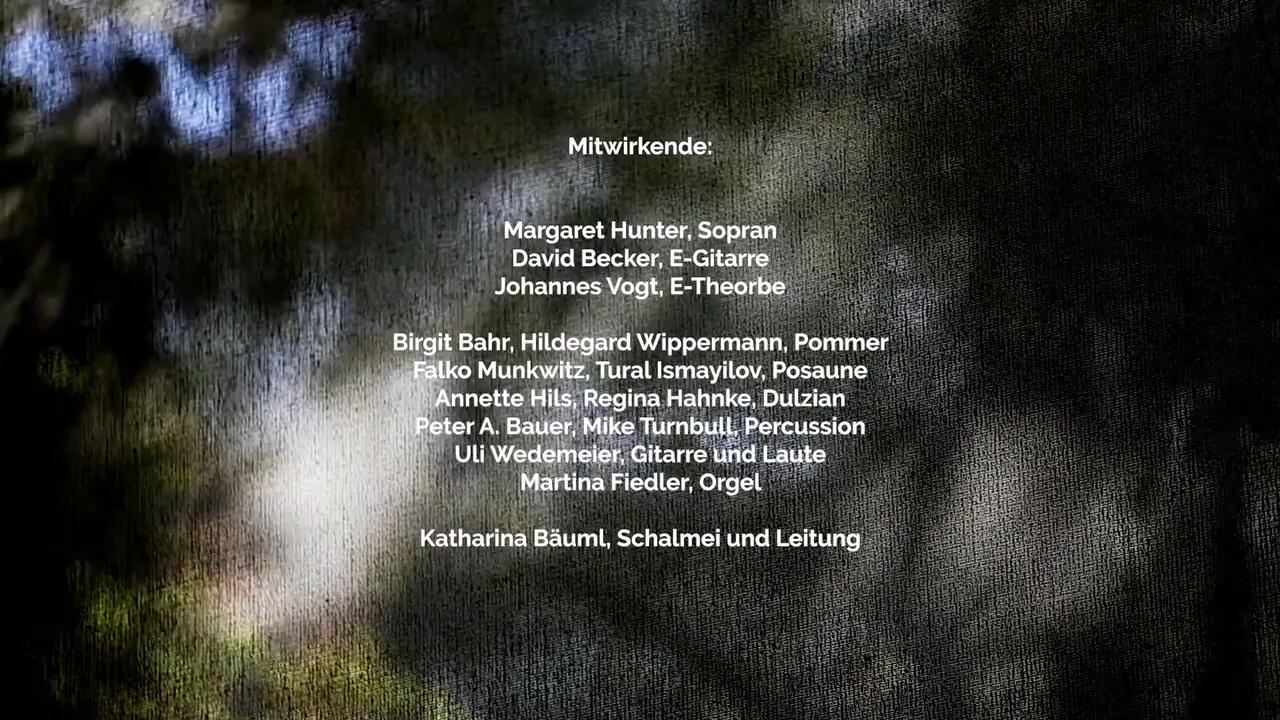 Mitwirkende:
Margaret Hunter, Sopran
David Becker, E-Gitarre
Johannes Vogt, E-Theorbe
Birgit Bahr, Hildegard Wippermann, Pommer
Falko Munkwitz, Tural Ismayilov, Posaune
Annette Hils, Regina Hahnke, Dulzian
Peter A. Bauer, Mike Turnbull, Percussion
Uli Wedemeier, Gitarre und Laute
Martina Fiedler, Orgel
Katharina Bäuml, Schalmei und Leitung